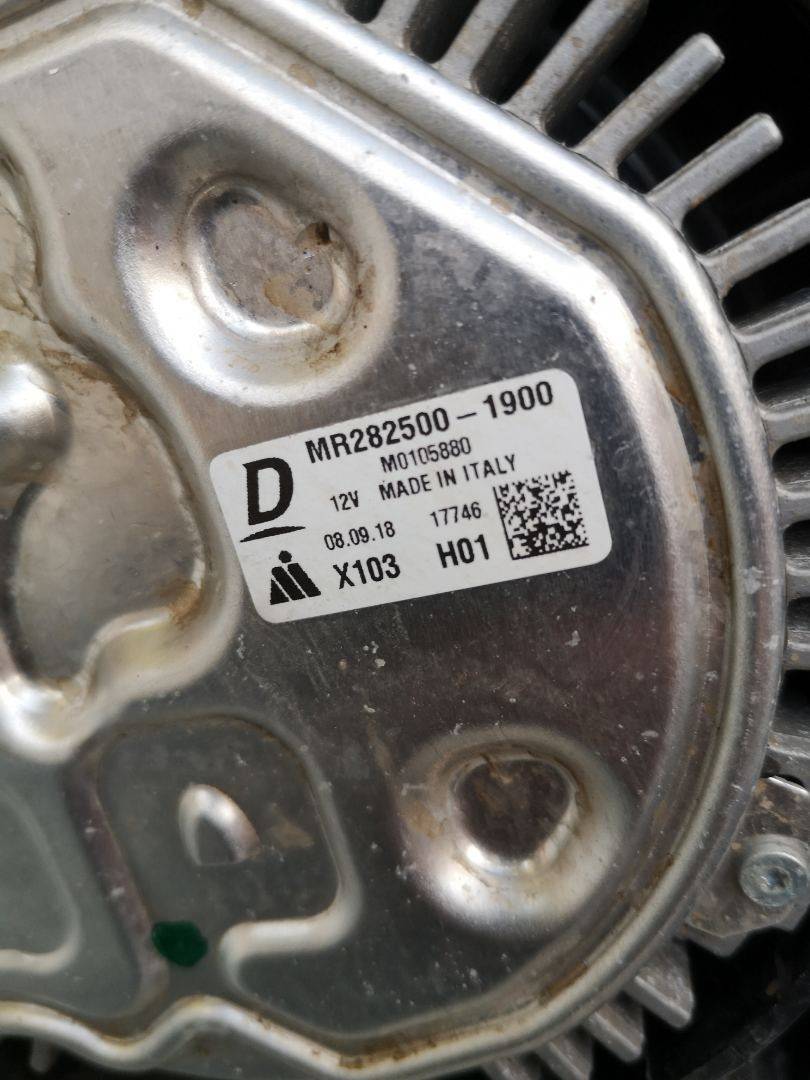 D MR282500-1900
M0105880
12V MADE IN ITALY
08.09.18 17746
X103 H01